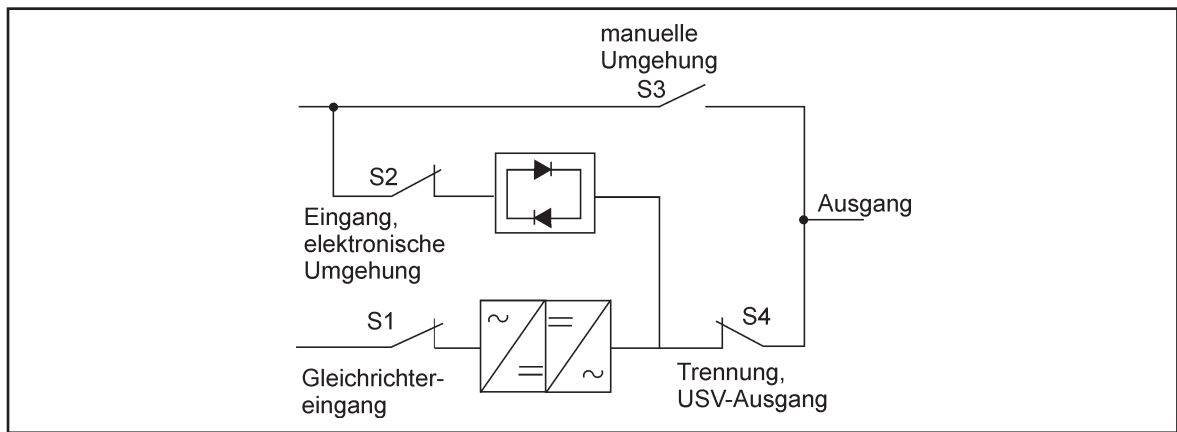 manuelle
Umgehung
S3
S2
Eingang,
elektronische
Umgehung
Ausgang
S1
Gleichrichter-
eingang
S4
Trennung,
USV-Ausgang